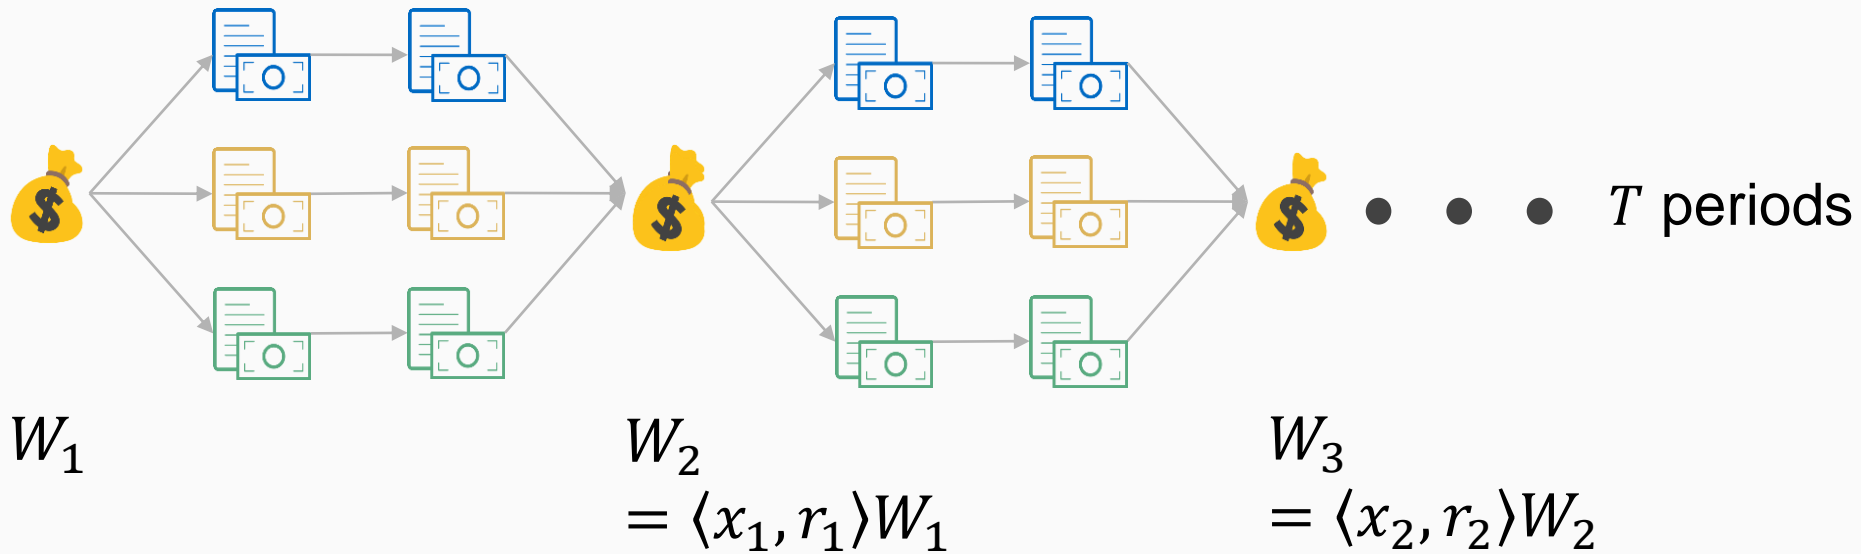 T periods
W₁
W₂
= ⟨x₁, r₁⟩W₁
W₃
= ⟨x₂, r₂⟩W₂